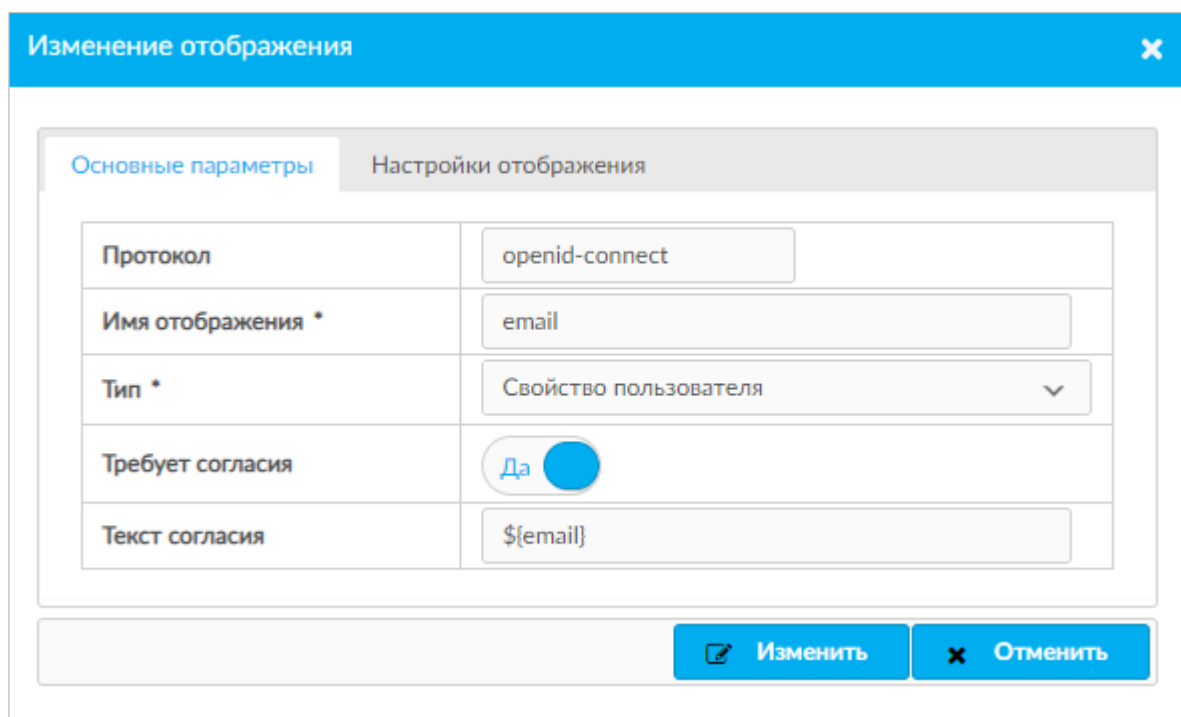 Изменение отображения
Основные параметры Настройки отображения
Протокол openid-connect
Имя отображения * email
Тип * Свойство пользователя
Требует согласия Да
Текст согласия ${email}
Изменить Отменить